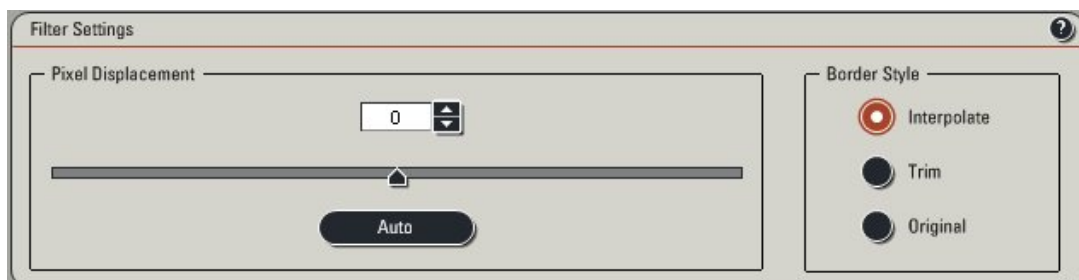 Filter Settings
?
Pixel Displacement
0
Auto
Border Style
Interpolate
Trim
Original